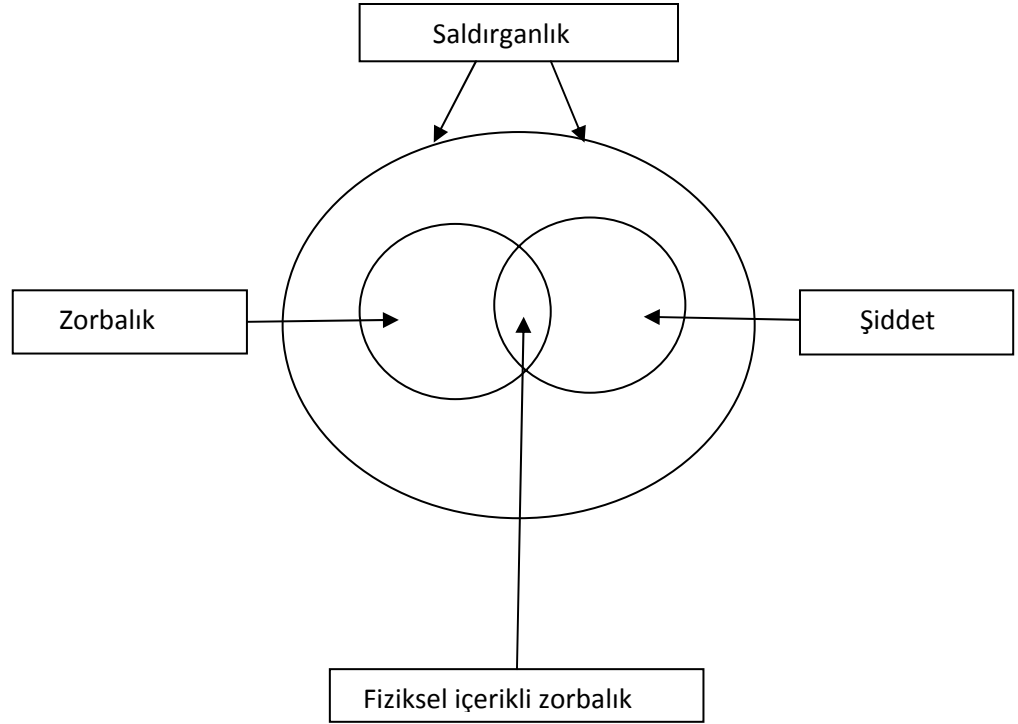 Saldırganlık
Zorbalık
Şiddet
Fiziksel içerikli zorbalık